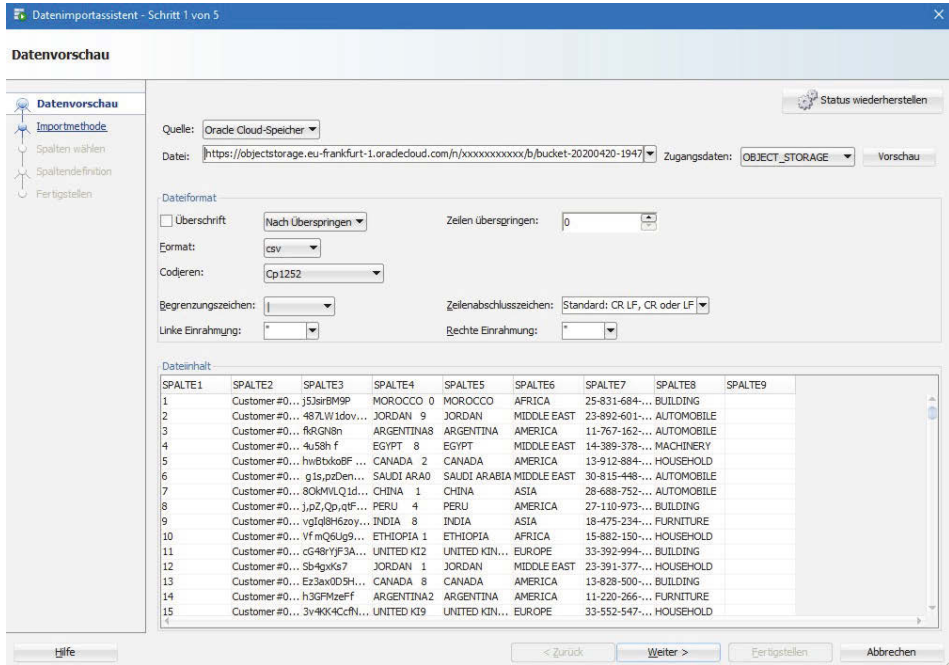 Datenimportassistent - Schritt 1 von 5
Datenvorschau
Datenvorschau
Importmethode
Spalten wählen
Spaltendefinition
Fertigstellen
Status wiederherstellen
Quelle: Oracle Cloud-Speicher
Datei: https://objectstorage.eu-frankfurt-1.oraclecloud.com/n/xxxxxxxxxxx/b/bucket-20200420-1947 Zugangsdaten: OBJECT_STORAGE Vorschau
Dateiformat
Überschrift Nach Überspringen Zeilen überspringen: 0
Format: csv
Codieren: Cp1252
Begrenzungszeichen: | Zeilenabschlusszeichen: Standard: CR LF, CR oder LF
Linke Einrahmung: " Rechte Einrahmung: "
Dateiinhalt
SPALTE1 SPALTE2 SPALTE3 SPALTE4 SPALTE5 SPALTE6 SPALTE7 SPALTE8 SPALTE9
1 Customer#0... j5JsirBM9P MOROCCO 0 MOROCCO AFRICA 25-831-684-... BUILDING
2 Customer#0... 487LW1dov... JORDAN 9 JORDAN MIDDLE EAST 23-892-601-... AUTOMOBILE
3 Customer#0... fkRGN8n ARGENTINA8 ARGENTINA AMERICA 11-767-162-... AUTOMOBILE
4 Customer#0... 4u58h f EGYPT 8 EGYPT MIDDLE EAST 14-389-378-... MACHINERY
5 Customer#0... hwBtxkoBF ... CANADA 2 CANADA AMERICA 13-912-884-... HOUSEHOLD
6 Customer#0... g1s,pzDen... SAUDI ARA0 SAUDI ARABIA MIDDLE EAST 30-815-448-... AUTOMOBILE
7 Customer#0... 8OkMVLQ1d... CHINA 1 CHINA ASIA 28-688-752-... AUTOMOBILE
8 Customer#0... j,pZ,Qp,qtF... PERU 4 PERU AMERICA 27-110-973-... BUILDING
9 Customer#0... vgIql8H6zoy... INDIA 8 INDIA ASIA 18-475-234-... FURNITURE
10 Customer#0... Vf mQ6Ug9... ETHIOPIA 1 ETHIOPIA AFRICA 15-882-150-... HOUSEHOLD
11 Customer#0... cG48rYjF3A... UNITED KI2 UNITED KIN... EUROPE 33-392-994-... BUILDING
12 Customer#0... Sb4gxKs7 JORDAN 1 JORDAN MIDDLE EAST 23-391-377-... HOUSEHOLD
13 Customer#0... Ez3ax0D5H... CANADA 8 CANADA AMERICA 13-828-500-... BUILDING
14 Customer#0... h3GFMzeFf ARGENTINA2 ARGENTINA AMERICA 11-220-266-... FURNITURE
15 Customer#0... 3v4KK4CcfN... UNITED KI9 UNITED KIN... EUROPE 33-552-547-... HOUSEHOLD
Hilfe < Zurück Weiter > Fertigstellen Abbrechen